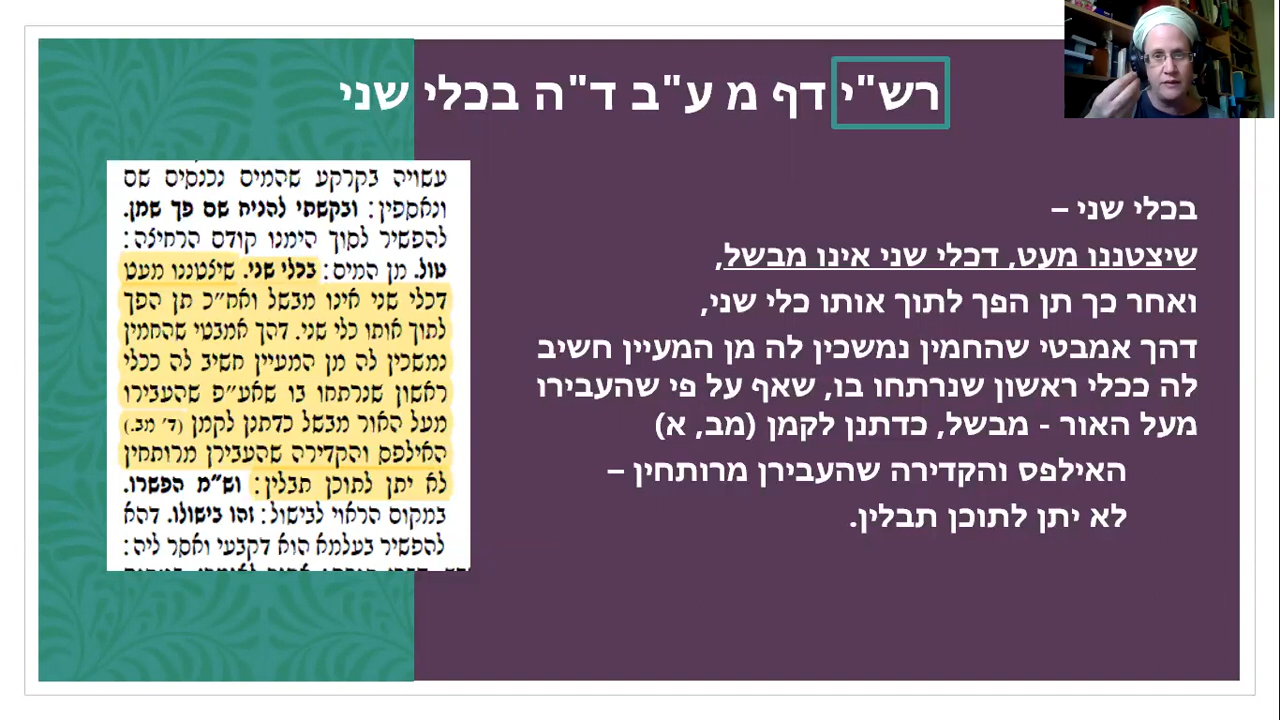 רש"י דף מ ע"ב ד"ה בכלי שני
בכלי שני –
שיצטננו מעט, דכלי שני אינו מבשל,
ואחר כך תן הפך לתוך אותו כלי שני,
דהך אמבטי שהחמין נמשכין לה מן המעיין חשיב
לה ככלי ראשון שנרתחו בו, שאף על פי שהעבירו
מעל האור - מבשל, כדתנן לקמן (מב, א)
האילפס והקדירה שהעבירן מרותחין –
לא יתן לתוכן תבלין.
עשויה בקרקע שהמים נכנסים שם
ונאספין: ובקשתי להניח שם פך שמן.
להפשיר לסוך הימנו קודם הרחיצה:
טול. מן המים: בכלי שני. שיצטננו מעט
דכלי שני אינו מבשל ואח״כ תן הפך
לתוך אותו כלי שני. דהך אמבטי שהחמין
נמשכין לה מן המעיין חשיב לה ככלי
ראשון שנרתחו בו שאע״פ שהעבירו
מעל האור מבשל כדתנן לקמן (ד׳ מב.)
האילפס והקדירה שהעבירן מרותחין
לא יתן לתוכן תבלין: וש״מ הפשרו.
במקום הראוי לבישול: זהו בישולו. דהא
להפשיר בעלמא הוא דקבעי ואסר ליה: